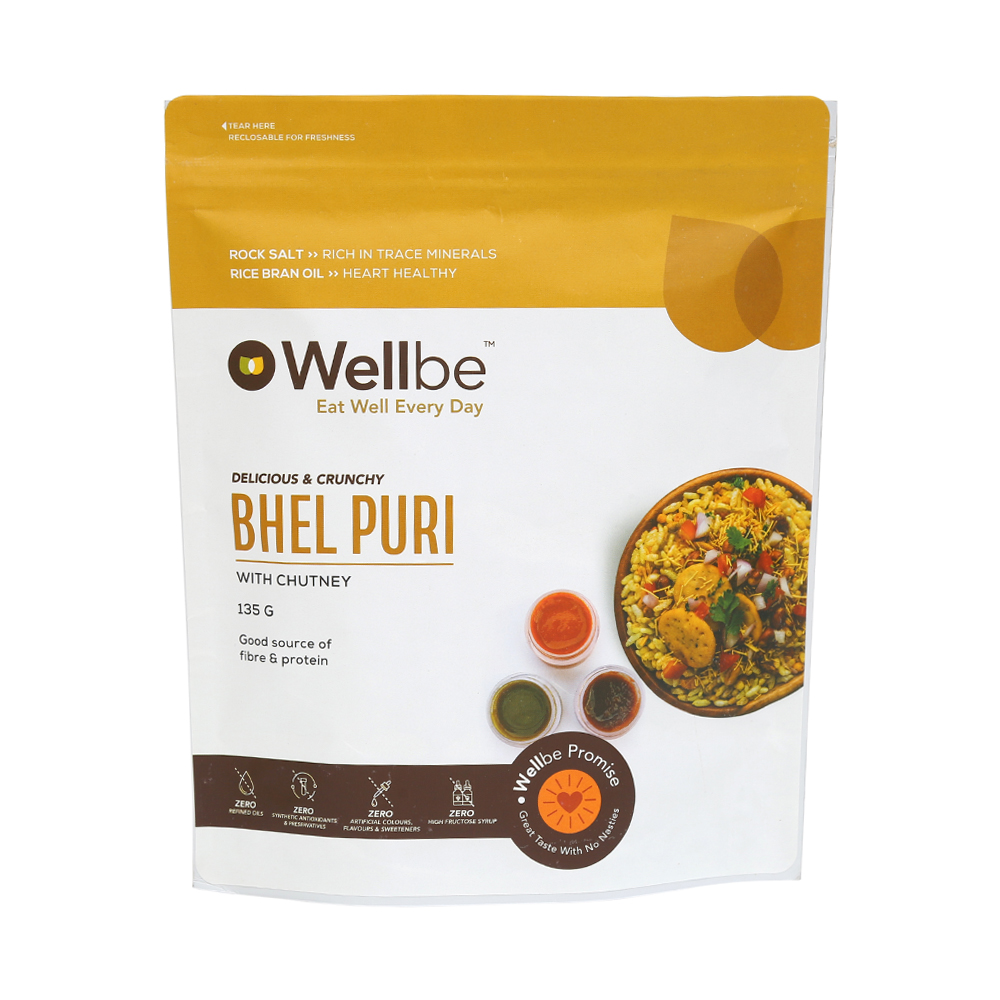 TEAR HERE
RECLOSABLE FOR FRESHNESS
ROCK SALT >> RICH IN TRACE MINERALS
RICE BRAN OIL >> HEART HEALTHY
Wellbe™
Eat Well Every Day
DELICIOUS & CRUNCHY
BHEL PURI
WITH CHUTNEY
135 G
Good source of
fibre & protein
ZERO
REFINED OILS
ZERO
SYNTHETIC ANTIOXIDANTS
& PRESERVATIVES
ZERO
ARTIFICIAL COLOURS,
FLAVOURS & SWEETENERS
ZERO
HIGH FRUCTOSE SYRUP
• Wellbe Promise
Great Taste With No Nasties